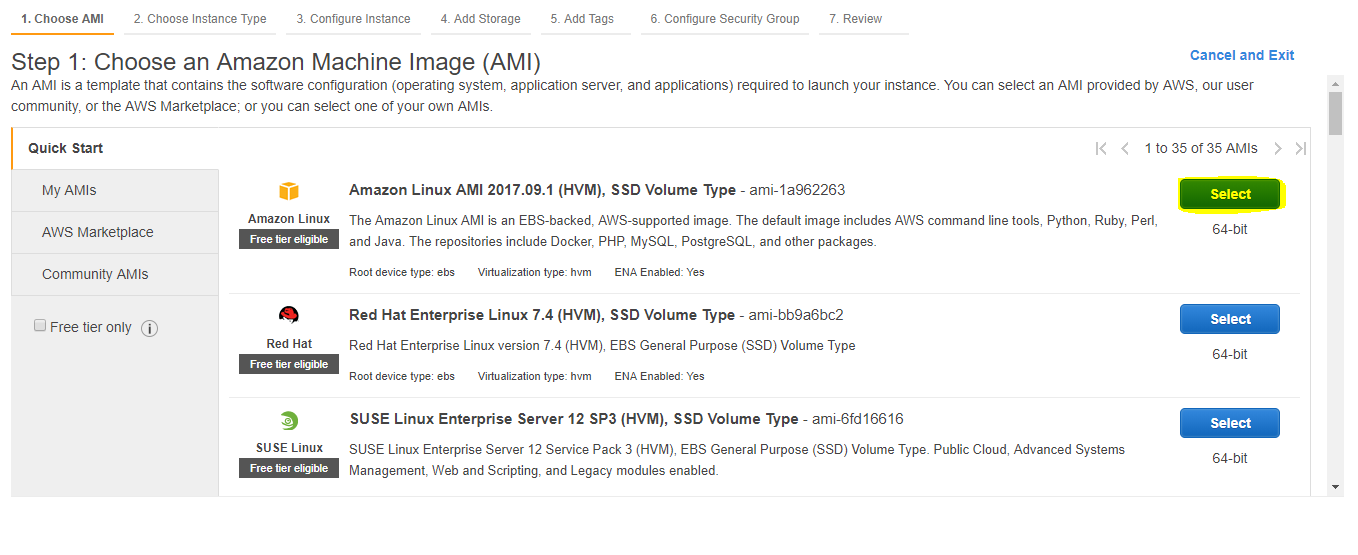 1. Choose AMI
2. Choose Instance Type
3. Configure Instance
4. Add Storage
5. Add Tags
6. Configure Security Group
7. Review
Step 1: Choose an Amazon Machine Image (AMI)
Cancel and Exit
An AMI is a template that contains the software configuration (operating system, application server, and applications) required to launch your instance. You can select an AMI provided by AWS, our user
community, or the AWS Marketplace; or you can select one of your own AMIs.
Quick Start
1 to 35 of 35 AMIs
My AMIs
AWS Marketplace
Community AMIs
Free tier only
i
Amazon Linux
Free tier eligible
Amazon Linux AMI 2017.09.1 (HVM), SSD Volume Type - ami-1a962263
The Amazon Linux AMI is an EBS-backed, AWS-supported image. The default image includes AWS command line tools, Python, Ruby, Perl,
and Java. The repositories include Docker, PHP, MySQL, PostgreSQL, and other packages.
Root device type: ebs
Virtualization type: hvm
ENA Enabled: Yes
Select
64-bit
Red Hat
Free tier eligible
Red Hat Enterprise Linux 7.4 (HVM), SSD Volume Type - ami-bb9a6bc2
Red Hat Enterprise Linux version 7.4 (HVM), EBS General Purpose (SSD) Volume Type
Root device type: ebs
Virtualization type: hvm
ENA Enabled: Yes
Select
64-bit
SUSE Linux
Free tier eligible
SUSE Linux Enterprise Server 12 SP3 (HVM), SSD Volume Type - ami-6fd16616
SUSE Linux Enterprise Server 12 Service Pack 3 (HVM), EBS General Purpose (SSD) Volume Type. Public Cloud, Advanced Systems
Management, Web and Scripting, and Legacy modules enabled.
Select
64-bit